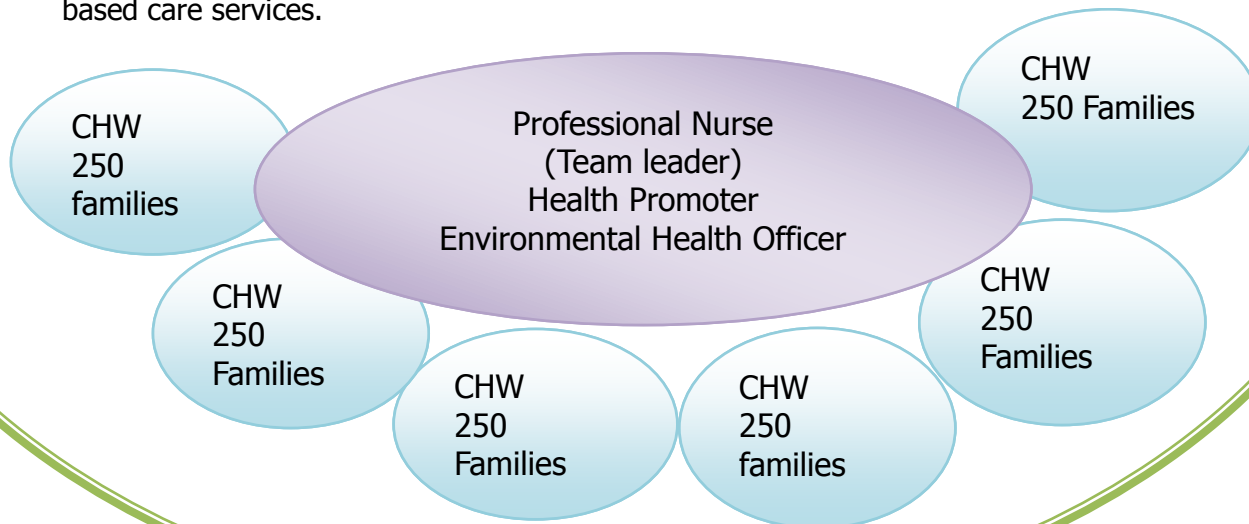 based care services.
CHW
250 Families
Professional Nurse
(Team leader)
Health Promoter
Environmental Health Officer
CHW
250
families
CHW
250
Families
CHW
250
Families
CHW
250
Families
CHW
250
families